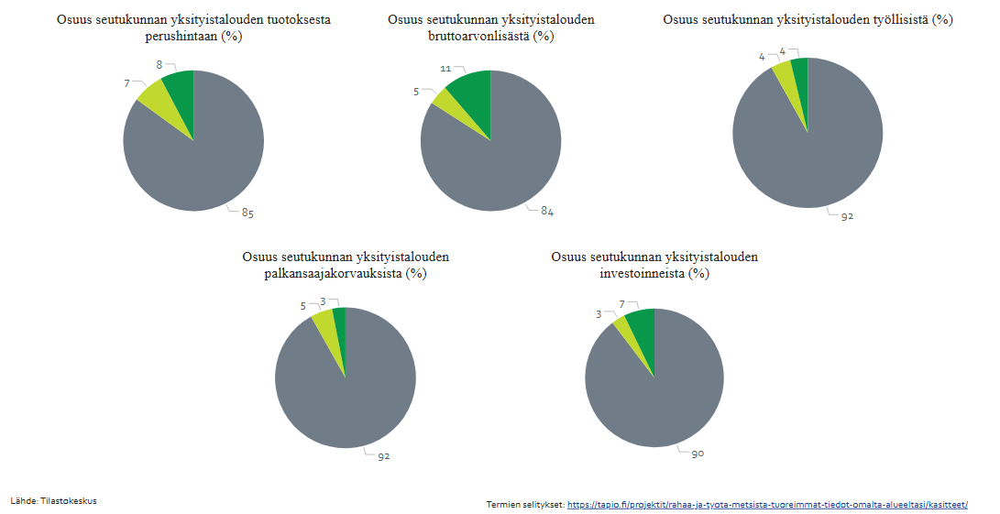 Osuus seutukunnan yksityistalouden tuotoksesta
perushintaan (%)
8
7
85
Osuus seutukunnan yksityistalouden
bruttoarvonlisästä (%)
11
5
84
Osuus seutukunnan yksityistalouden työllisistä (%)
4
4
92
Osuus seutukunnan yksityistalouden
palkansaajakorvauksista (%)
5
3
92
Osuus seutukunnan yksityistalouden
investoinneista (%)
7
3
90
Lähde: Tilastokeskus
Termien selitykset: https://tapio.fi/projektit/rahaa-ja-tyota-metsista-tuoreimmat-tiedot-omalta-alueeltasi/kasitteet/